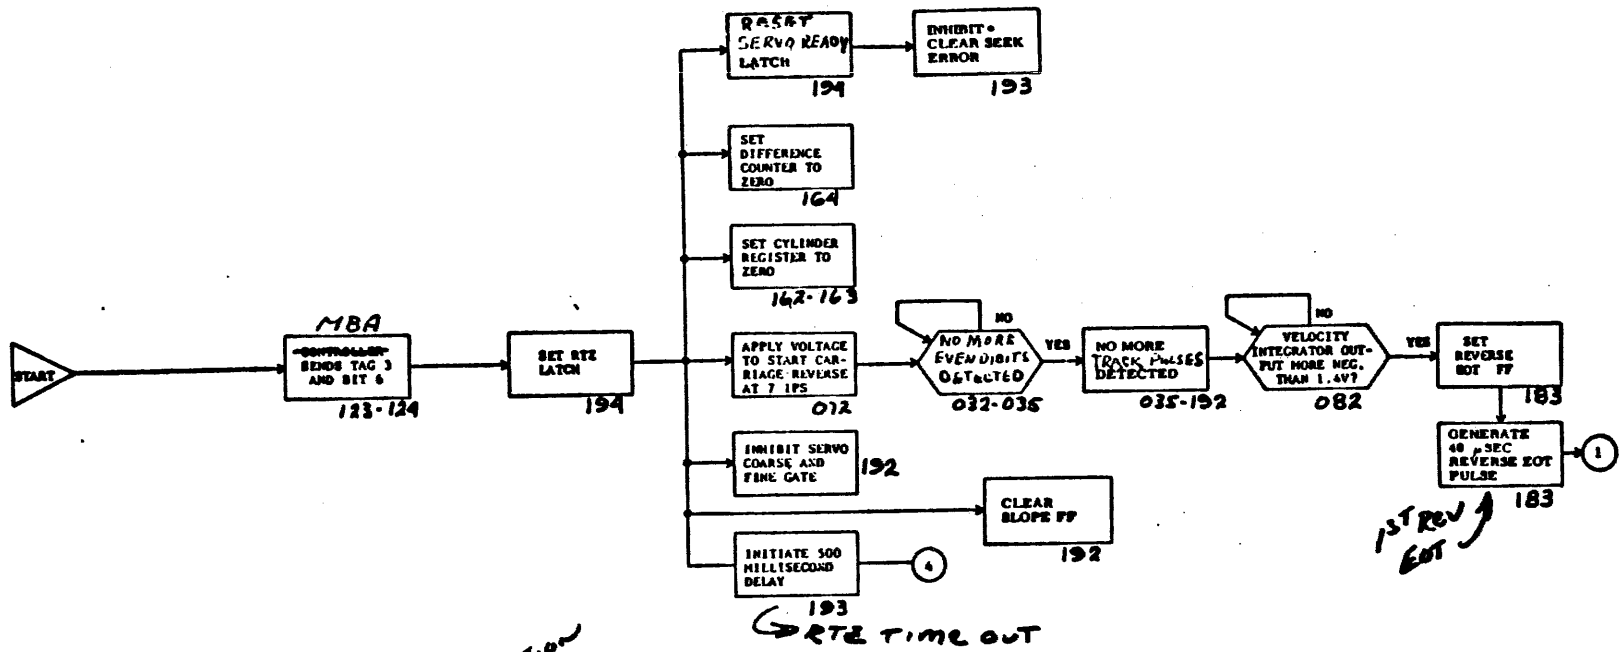 START
MBA
CONTROLLER
SENDS TAG 3
AND BIT 6
123-124
SET RTZ
LATCH
194
RESET
SERVO READY
LATCH
194
INHIBIT
CLEAR SEEK
ERROR
193
SET
DIFFERENCE
COUNTER TO
ZERO
164
SET CYLINDER
REGISTER TO
ZERO
162-163
APPLY VOLTAGE
TO START CAR-
RIAGE REVERSE
AT 7 IPS
072
NO
NO MORE
EVEN DIBITS
DETECTED
032-035
YES
NO MORE
TRACK PULSES
DETECTED
035-192
NO
VELOCITY
INTEGRATOR OUT-
PUT MORE NEG.
THAN 1.4V?
082
YES
SET
REVERSE
EOT FF
183
GENERATE
40 μSEC
REVERSE EOT
PULSE
183
1
1ST REV
EOT
INHIBIT SERVO
COARSE AND
FINE GATE
192
CLEAR
SLOPE FF
192
INITIATE 500
MILLISECOND
DELAY
193
4
RTZ TIME OUT